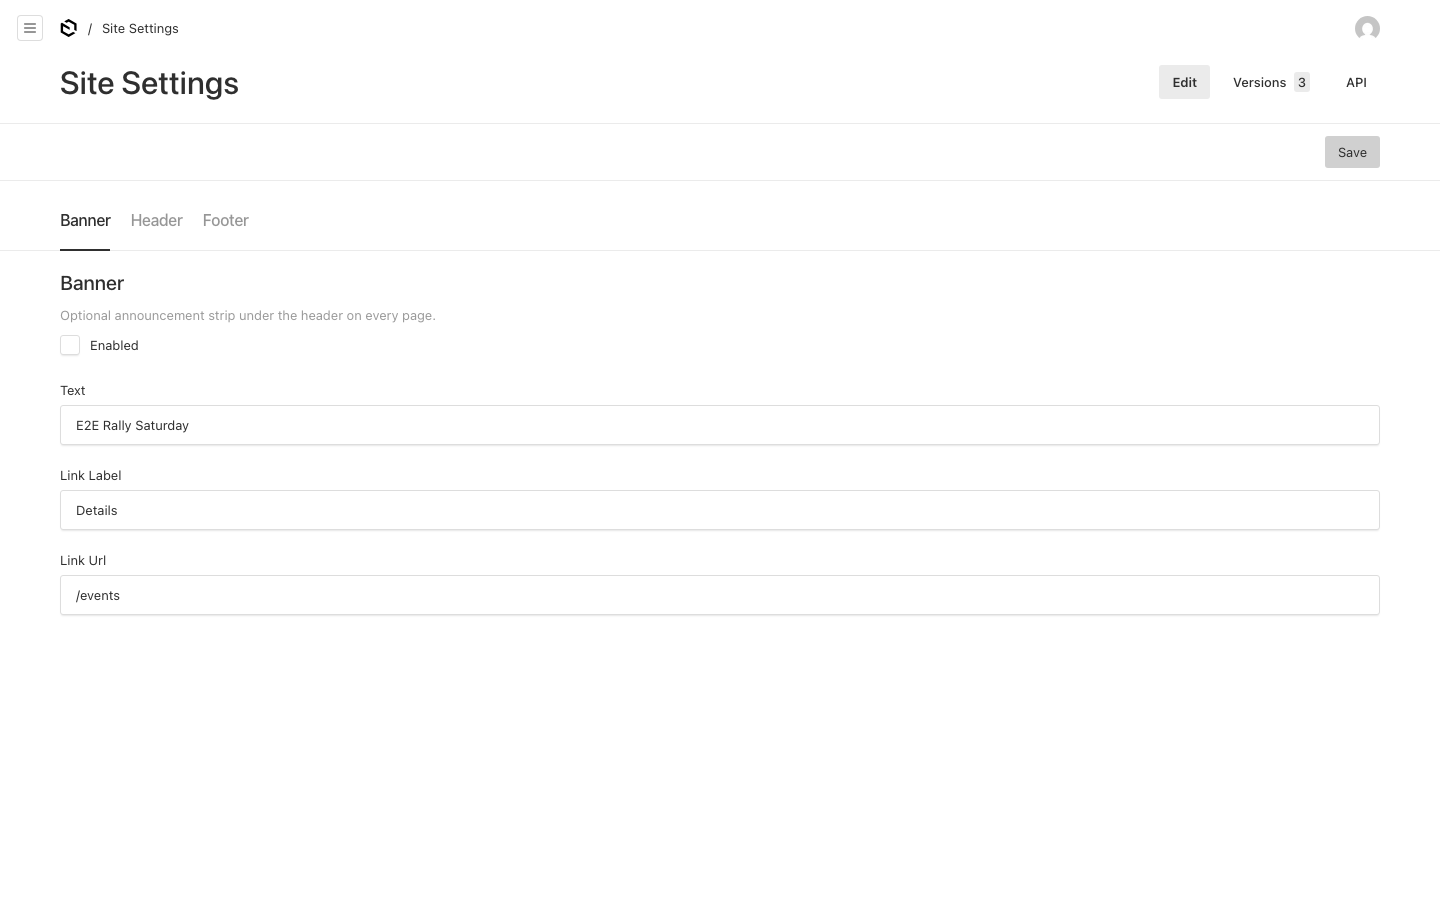 / Site Settings
Site Settings
Edit Versions 3 API
Save
Banner Header Footer
Banner
Optional announcement strip under the header on every page.
Enabled
Text
E2E Rally Saturday
Link Label
Details
Link Url
/events